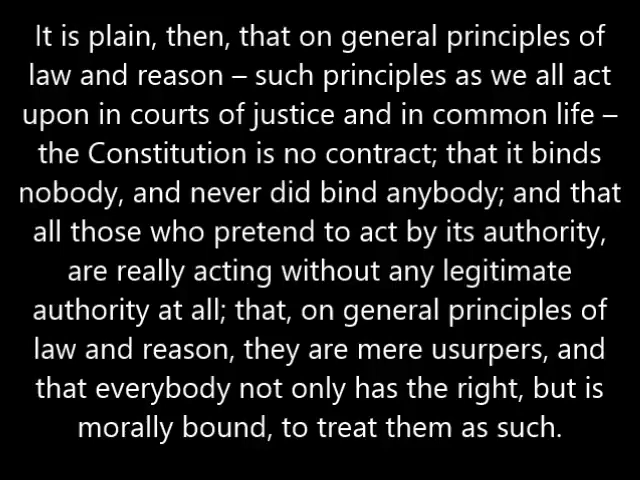 It is plain, then, that on general principles of
law and reason – such principles as we all act
upon in courts of justice and in common life –
the Constitution is no contract; that it binds
nobody, and never did bind anybody; and that
all those who pretend to act by its authority,
are really acting without any legitimate
authority at all; that, on general principles of
law and reason, they are mere usurpers, and
that everybody not only has the right, but is
morally bound, to treat them as such.